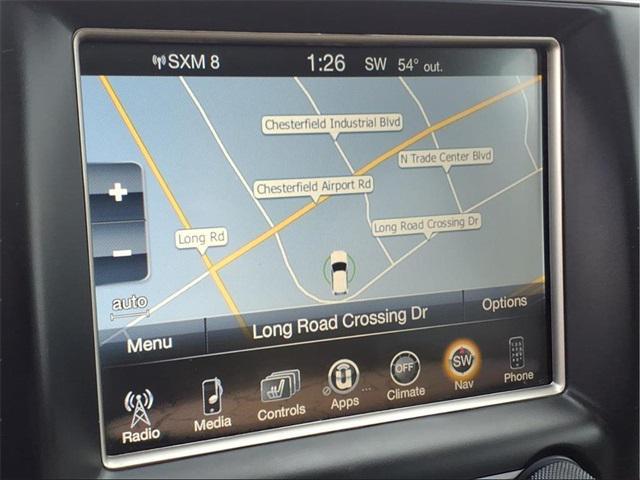 SXM 8 1:26 SW 54° out.
Chesterfield Industrial Blvd
N Trade Center Blvd
+
Chesterfield Airport Rd
Long Road Crossing Dr
Long Rd
−
auto
Menu Long Road Crossing Dr Options
OFF SW
Radio Media Controls Apps ... Climate Nav Phone